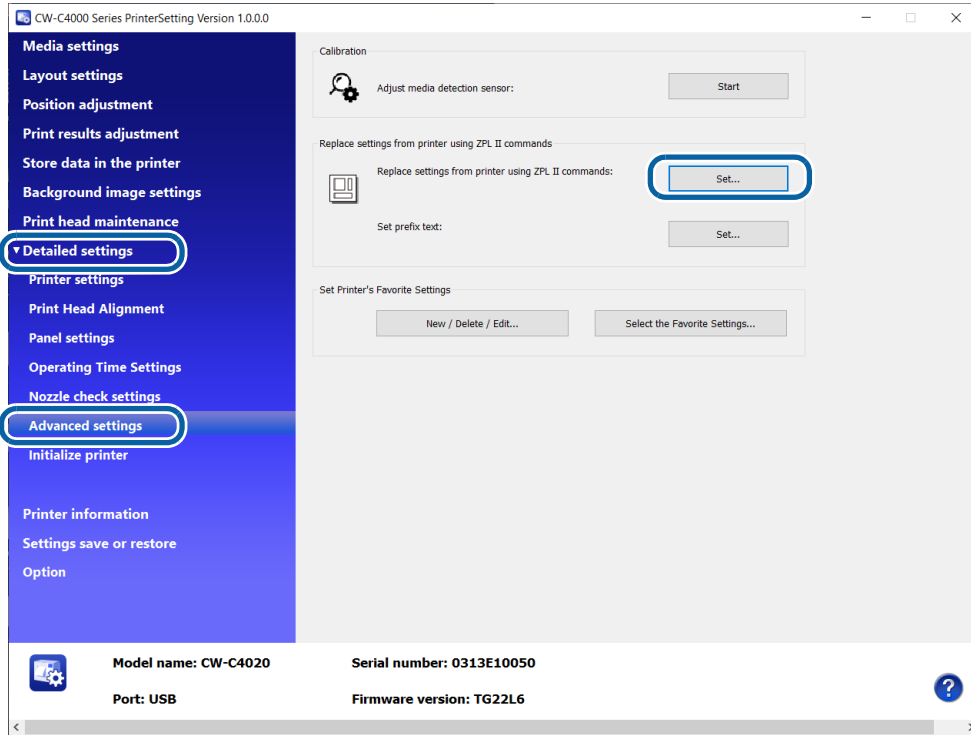 CW-C4000 Series PrinterSetting Version 1.0.0.0
Media settings
Layout settings
Position adjustment
Print results adjustment
Store data in the printer
Background image settings
Print head maintenance
Detailed settings
Printer settings
Print Head Alignment
Panel settings
Operating Time Settings
Nozzle check settings
Advanced settings
Initialize printer
Printer information
Settings save or restore
Option
Calibration
Adjust media detection sensor:
Start
Replace settings from printer using ZPL II commands
Replace settings from printer using ZPL II commands:
Set...
Set prefix text:
Set...
Set Printer's Favorite Settings
New / Delete / Edit...
Select the Favorite Settings...
Model name: CW-C4020
Serial number: 0313E10050
Port: USB
Firmware version: TG22L6
?